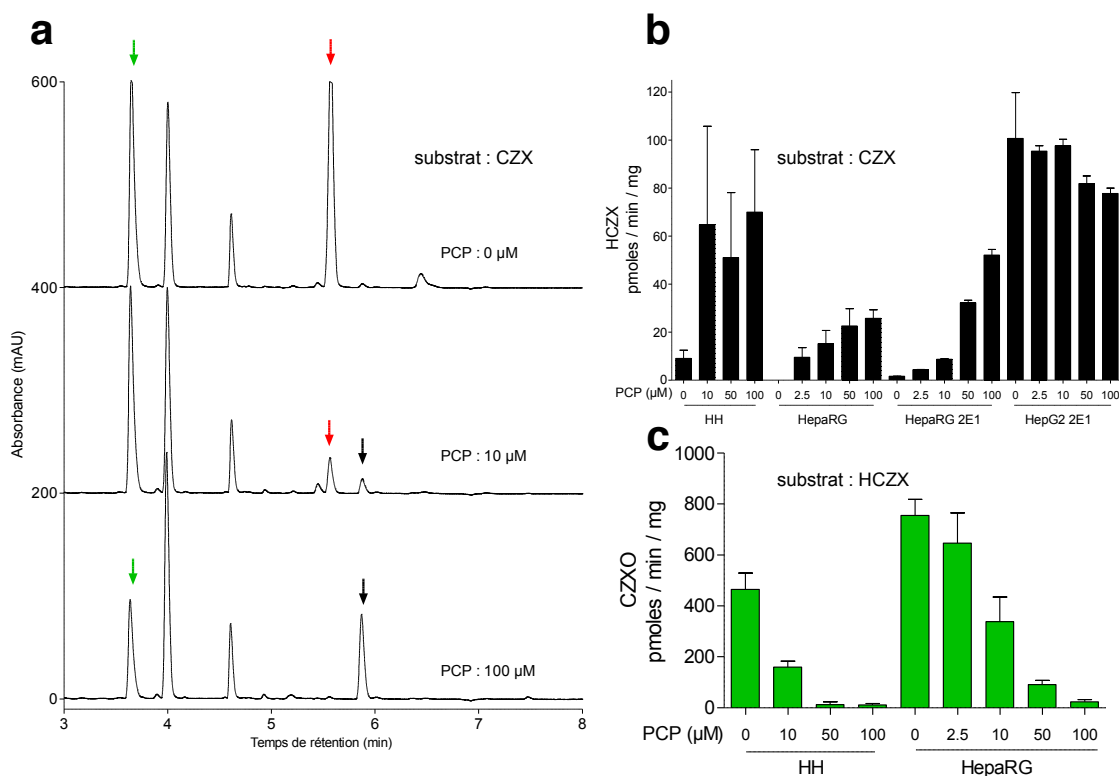 a
600
substrat : CZX
PCP : 0 µM
400
Absorbance (mAU)
PCP : 10 µM
200
PCP : 100 µM
0
3 4 5 6 7 8
Temps de rétention (min)
b
120
100
80
60
40
20
0
HCZX
pmoles / min / mg
substrat : CZX
PCP (µM) 0 10 50 100 0 2.5 10 50 100 0 2.5 10 50 100 0 2.5 10 50 100
HH HepaRG HepaRG 2E1 HepG2 2E1
c
1000
800
600
400
200
0
CZXO
pmoles / min / mg
substrat : HCZX
PCP (µM) 0 10 50 100 0 2.5 10 50 100
HH HepaRG